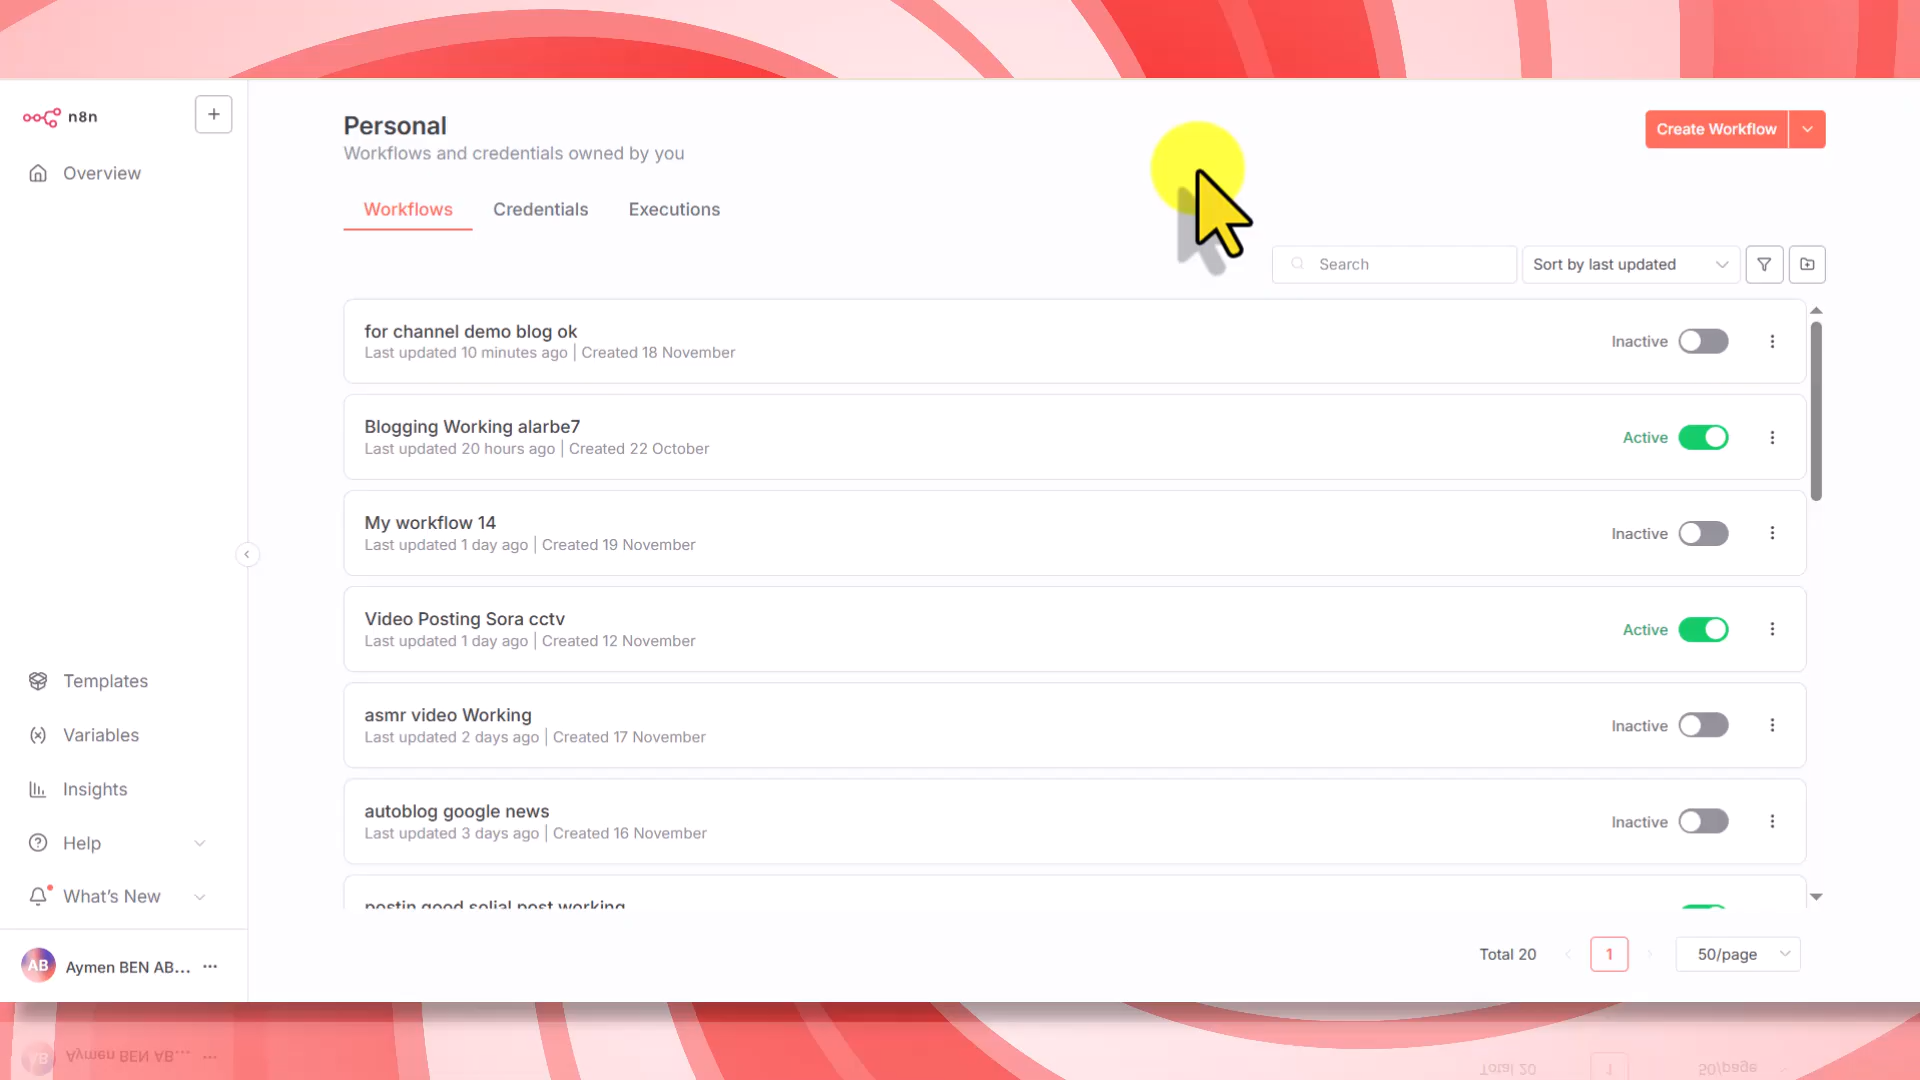 n8n
+
Overview
Templates
Variables
Insights
Help
What's New
AB
Aymen BEN AB...
Personal
Workflows and credentials owned by you
Create Workflow
Workflows
Credentials
Executions
Search
Sort by last updated
for channel demo blog ok
Last updated 10 minutes ago | Created 18 November
Inactive
Blogging Working alarbe7
Last updated 20 hours ago | Created 22 October
Active
My workflow 14
Last updated 1 day ago | Created 19 November
Inactive
Video Posting Sora cctv
Last updated 1 day ago | Created 12 November
Active
asmr video Working
Last updated 2 days ago | Created 17 November
Inactive
autoblog google news
Last updated 3 days ago | Created 16 November
Inactive
postin good solial post working
Total 20
1
50/page